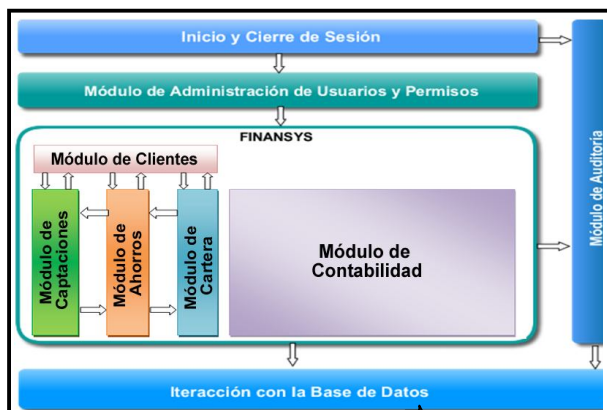 Inicio y Cierre de Sesión
Módulo de Administración de Usuarios y Permisos
FINANSYS
Módulo de Clientes
Módulo de
Captaciones
Módulo de
Ahorros
Módulo de
Cartera
Módulo de
Contabilidad
Módulo de Auditoria
Iteracción con la Base de Datos